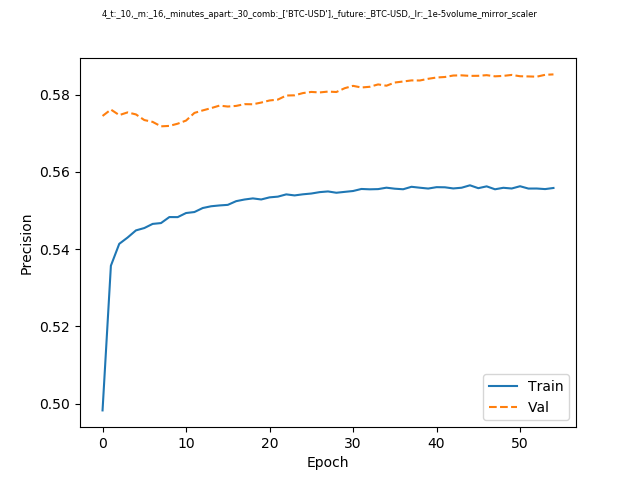 4_t:_10,_m:_16,_minutes_apart:_30_comb:_['BTC-USD'],_future:_BTC-USD,_lr:_1e-5volume_mirror_scaler
0.58
0.56
0.54
0.52
0.50
Precision
Train
Val
0 10 20 30 40 50
Epoch